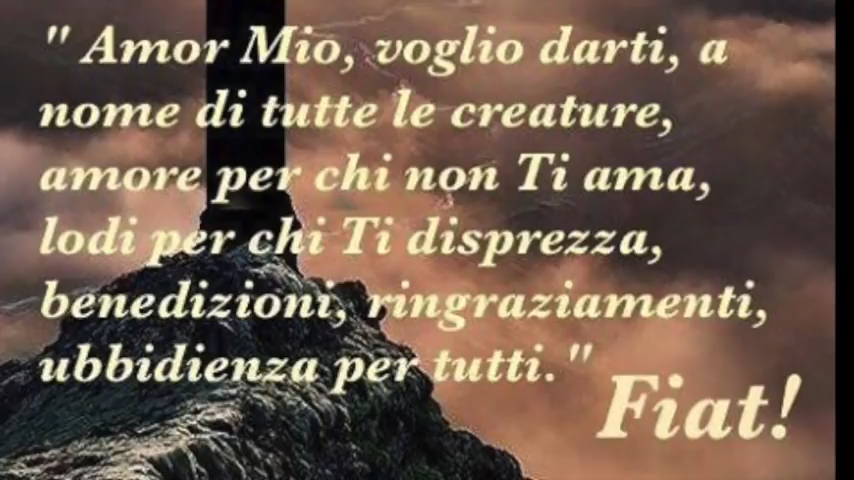 " Amor Mio, voglio darti, a
nome di tutte le creature,
amore per chi non Ti ama,
lodi per chi Ti disprezza,
benedizioni, ringraziamenti,
ubbidienza per tutti."
Fiat!